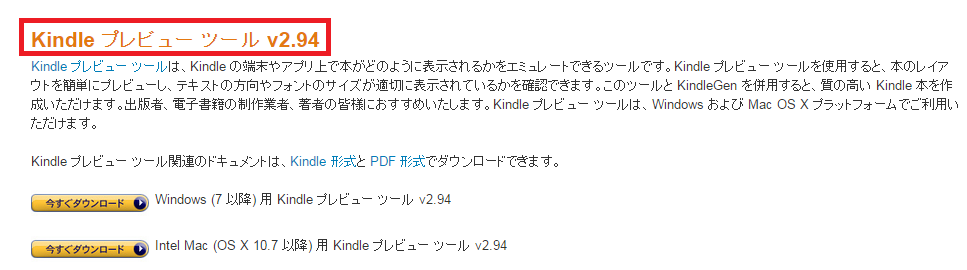 Kindle プレビュー ツール v2.94
Kindle プレビュー ツールは、Kindle の端末やアプリ上で本がどのように表示されるかをエミュレートできるツールです。Kindle プレビュー ツールを使用すると、本のレイア
ウトを簡単にプレビューし、テキストの方向やフォントのサイズが適切に表示されているかを確認できます。このツールと KindleGen を併用すると、質の高い Kindle 本を作
成いただけます。出版者、電子書籍の制作業者、著者の皆様におすすめいたします。Kindle プレビュー ツールは、Windows および Mac OS X プラットフォームでご利用い
ただけます。
Kindle プレビュー ツール関連のドキュメントは、Kindle 形式と PDF 形式でダウンロードできます。
今すぐダウンロード Windows (7 以降) 用 Kindle プレビュー ツール v2.94
今すぐダウンロード Intel Mac (OS X 10.7 以降) 用 Kindle プレビュー ツール v2.94